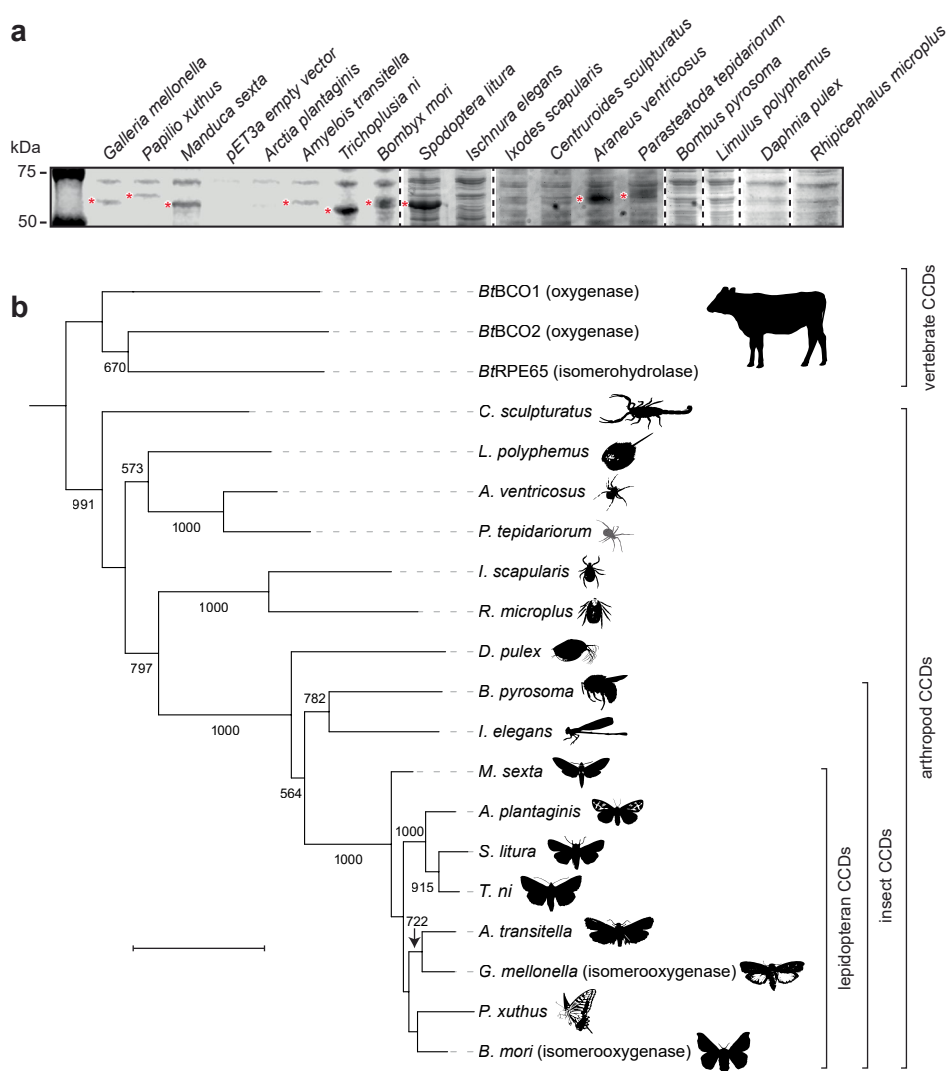 a
kDa
75
50
Galleria mellonella
Papilio xuthus
Manduca sexta
pET3a empty vector
Arctia plantaginis
Amyelois transitella
Trichoplusia ni
Bombyx mori
Spodoptera litura
Ischnura elegans
Ixodes scapularis
Centruroides sculpturatus
Araneus ventricosus
Parasteatoda tepidariorum
Bombus pyrosoma
Limulus polyphemus
Daphnia pulex
Rhipicephalus microplus
* * * * * * * * * *
b
BtBCO1 (oxygenase)
BtBCO2 (oxygenase)
670
BtRPE65 (isomerohydrolase)
vertebrate CCDs
C. sculpturatus
L. polyphemus
573
A. ventricosus
991
1000
P. tepidariorum
I. scapularis
1000
R. microplus
D. pulex
797
B. pyrosoma
782
1000
I. elegans
M. sexta
564
A. plantaginis
1000
1000
S. litura
915
T. ni
722
A. transitella
G. mellonella (isomerooxygenase)
P. xuthus
B. mori (isomerooxygenase)
lepidopteran CCDs
insect CCDs
arthropod CCDs